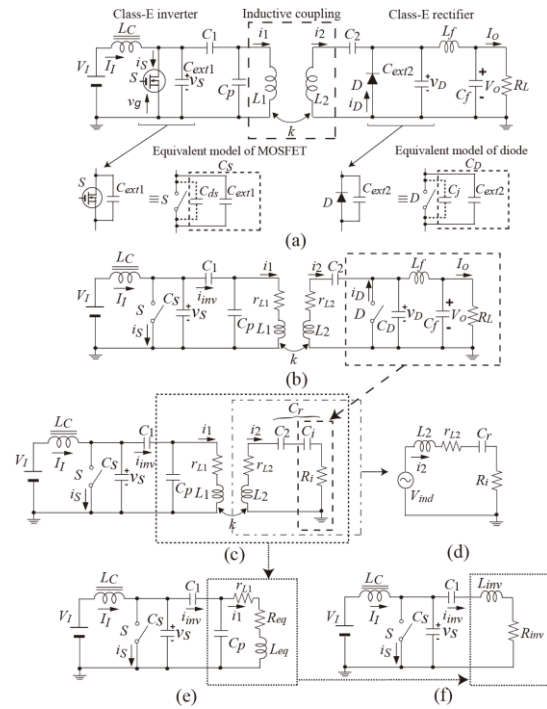 Class-E inverter Inductive coupling Class-E rectifier
LC C1 i1 i2 C2 Lf Io
II iS Cext1 Cext2
VI S vS Cp L1 L2 D vD Cf Vo RL
vg iD
+ - + - + -
k
Equivalent model of MOSFET Equivalent model of diode
CS CD
S Cext1 ≡ S Cds Cext1 D Cext2 ≡ D Cj Cext2
(a)
LC C1 i1 i2 C2 Lf Io
II iinv rL1 rL2 iD
VI S CS vS Cp L1 L2 D CD vD Cf Vo RL
iS
+ - + - + -
k
(b)
Cr
LC C1 i1 i2 C2 Ci
II iinv rL1 rL2
VI S CS vS Cp L1 L2 Ri
iS
+ -
k
(c)
L2 rL2 Cr
i2
Vind Ri
(d)
LC C1 rL1
II iinv i1 Req
VI S CS vS Cp Leq
iS
+ -
(e)
LC C1 Linv
II iinv
VI S CS vS Rinv
iS
+ -
(f)